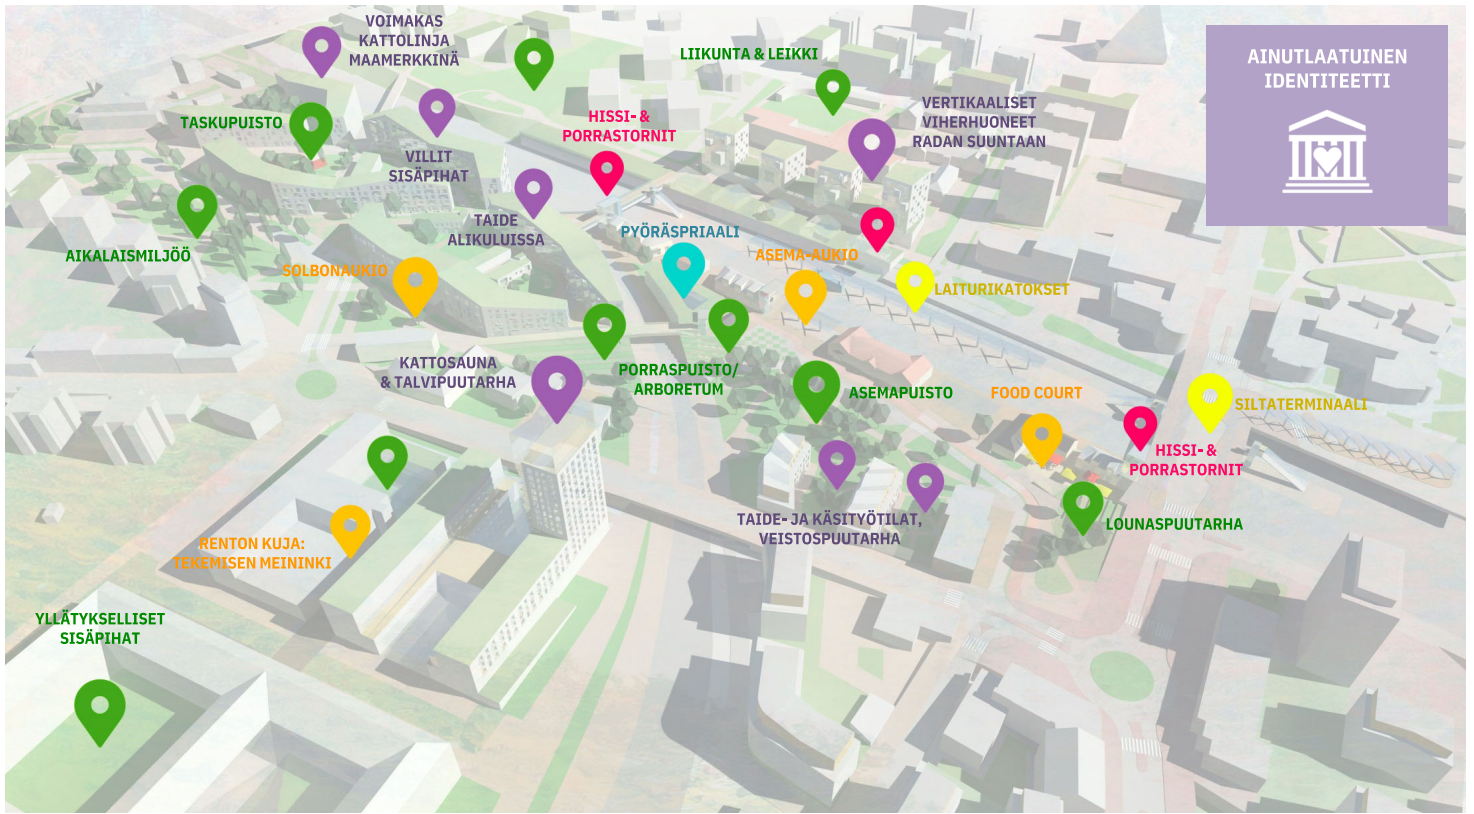 VOIMAKAS
KATTOLINJA
MAAMERKKINÄ
LIIKUNTA & LEIKKI
AINUTLAATUINEN
IDENTITEETTI
TASKUPUISTO
HISSI- &
PORRASTORNIT
VERTIKAALISET
VIHERHUONEET
RADAN SUUNTAAN
VILLIT
SISÄPIHAT
TAIDE
ALIKULUISSA
PYÖRÄSPRIAALI
AIKALAISMILJÖÖ
SOLBONAUKIO
ASEMA-AUKIO
LAITURIKATOKSET
KATTOSAUNA
& TALVIPUUTARHA
PORRASPUISTO/
ARBORETUM
ASEMAPUISTO
FOOD COURT
SILTATERMINAALI
HISSI- &
PORRASTORNIT
TAIDE- JA KÄSITYÖTILAT,
VEISTOSPUUTARHA
LOUNASPUUTARHA
RENTON KUJA:
TEKEMISEN MEININKI
YLLÄTYKSELLISET
SISÄPIHAT